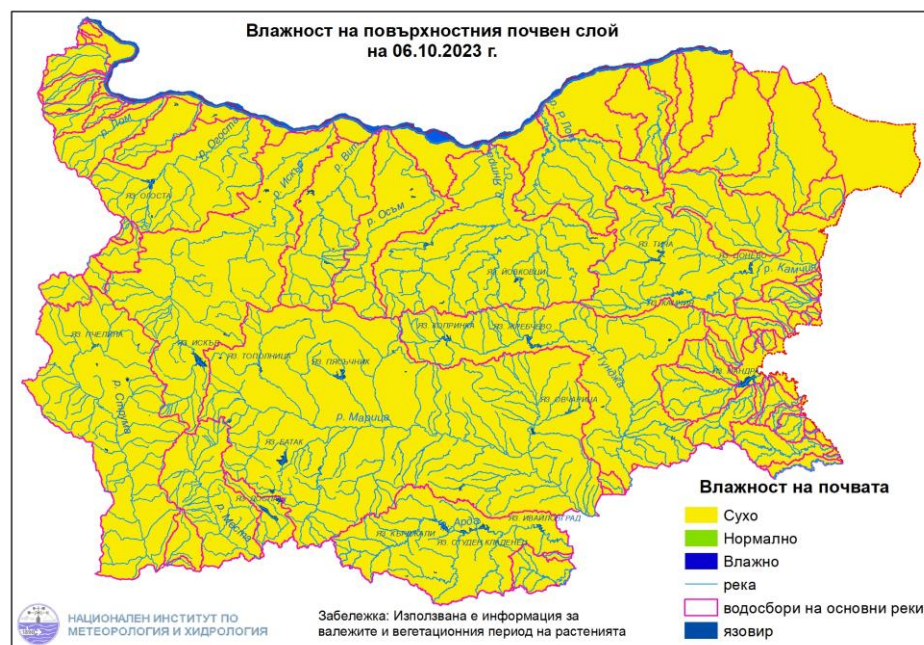 Влажност на повърхностния почвен слой
на 06.10.2023 г.
р. Лом
р. Огоста
р. Искър
р. Вит
р. Осъм
р. Янтра
р. Лом
ЯЗ. ОГОСТА
ЯЗ. ТИЧА
ЯЗ. ЦОНЕВО
р. Камчия
ЯЗ. ЙОВКОВЦИ
ЯЗ. КАМЧИЯ
ЯЗ. ПЧЕЛИНА
ЯЗ. ИСКЪР
ЯЗ. ТОПОЛНИЦА
ЯЗ. ПЯСЪЧНИК
ЯЗ. КОПРИНКА
ЯЗ. ЖРЕБЧЕВО
р. Тунджа
ЯЗ. МАНДРА
р. Струма
р. Марица
ЯЗ. ОВЧАРИЦА
ЯЗ. БАТАК
ЯЗ. ДОСПАТ
р. Места
Арда
ЯЗ. ИВАЙЛОВГРАД
ЯЗ. КЪРДЖАЛИ
ЯЗ. СТУДЕН КЛАДЕНЕЦ
Влажност на почвата
Сухо
Нормално
Влажно
река
водосбори на основни реки
язовир
НАЦИОНАЛЕН ИНСТИТУТ ПО
МЕТЕОРОЛОГИЯ И ХИДРОЛОГИЯ
Забележка: Използвана е информация за
валежите и вегетационния период на растенията